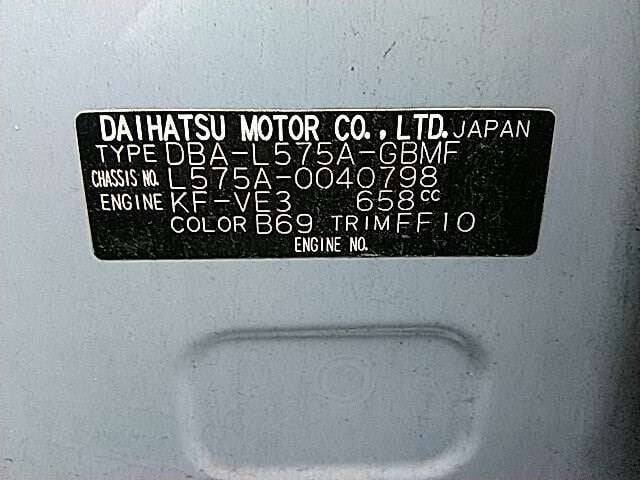 DAIHATSU MOTOR CO., LTD. JAPAN
TYPE DBA-L575A-GBMF
CHASSIS NO. L575A-0040798
ENGINE KF-VE3 658cc
COLOR B69 TRIM FF10
ENGINE NO.